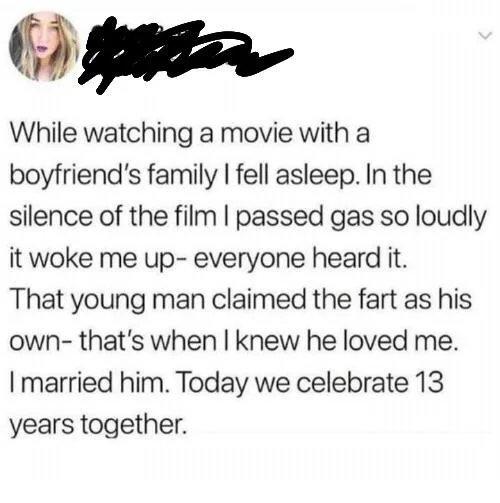 While watching a movie with a
boyfriend's family I fell asleep. In the
silence of the film I passed gas so loudly
it woke me up- everyone heard it.
That young man claimed the fart as his
own- that's when I knew he loved me.
I married him. Today we celebrate 13
years together.